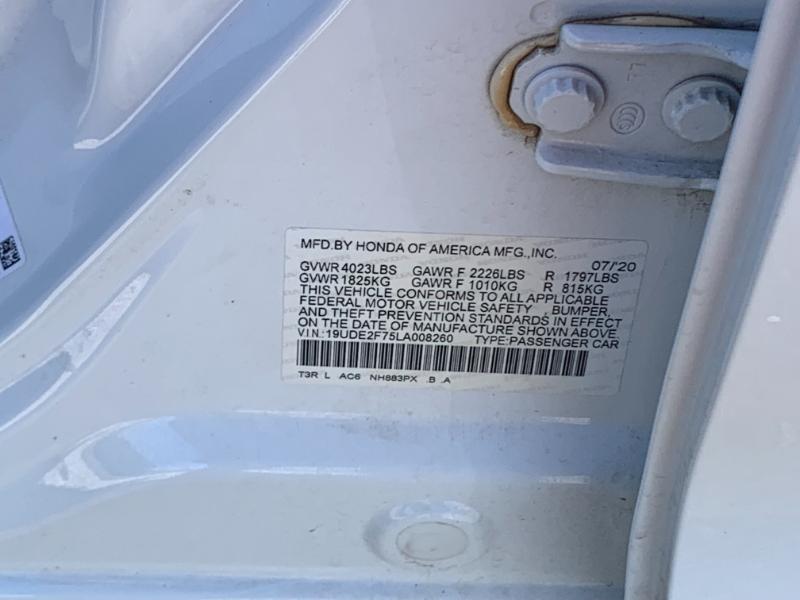 F
MFD.BY HONDA OF AMERICA MFG.,INC.
07/'20
GVWR 4023LBS GAWR F 2226LBS R 1797LBS
GVWR 1825KG GAWR F 1010KG R 815KG
THIS VEHICLE CONFORMS TO ALL APPLICABLE
FEDERAL MOTOR VEHICLE SAFETY, BUMPER,
AND THEFT PREVENTION STANDARDS IN EFFECT
ON THE DATE OF MANUFACTURE SHOWN ABOVE
VIN:19UDE2F75LA008260 TYPE:PASSENGER CAR
T3R L AC6 NH883PX .B .A